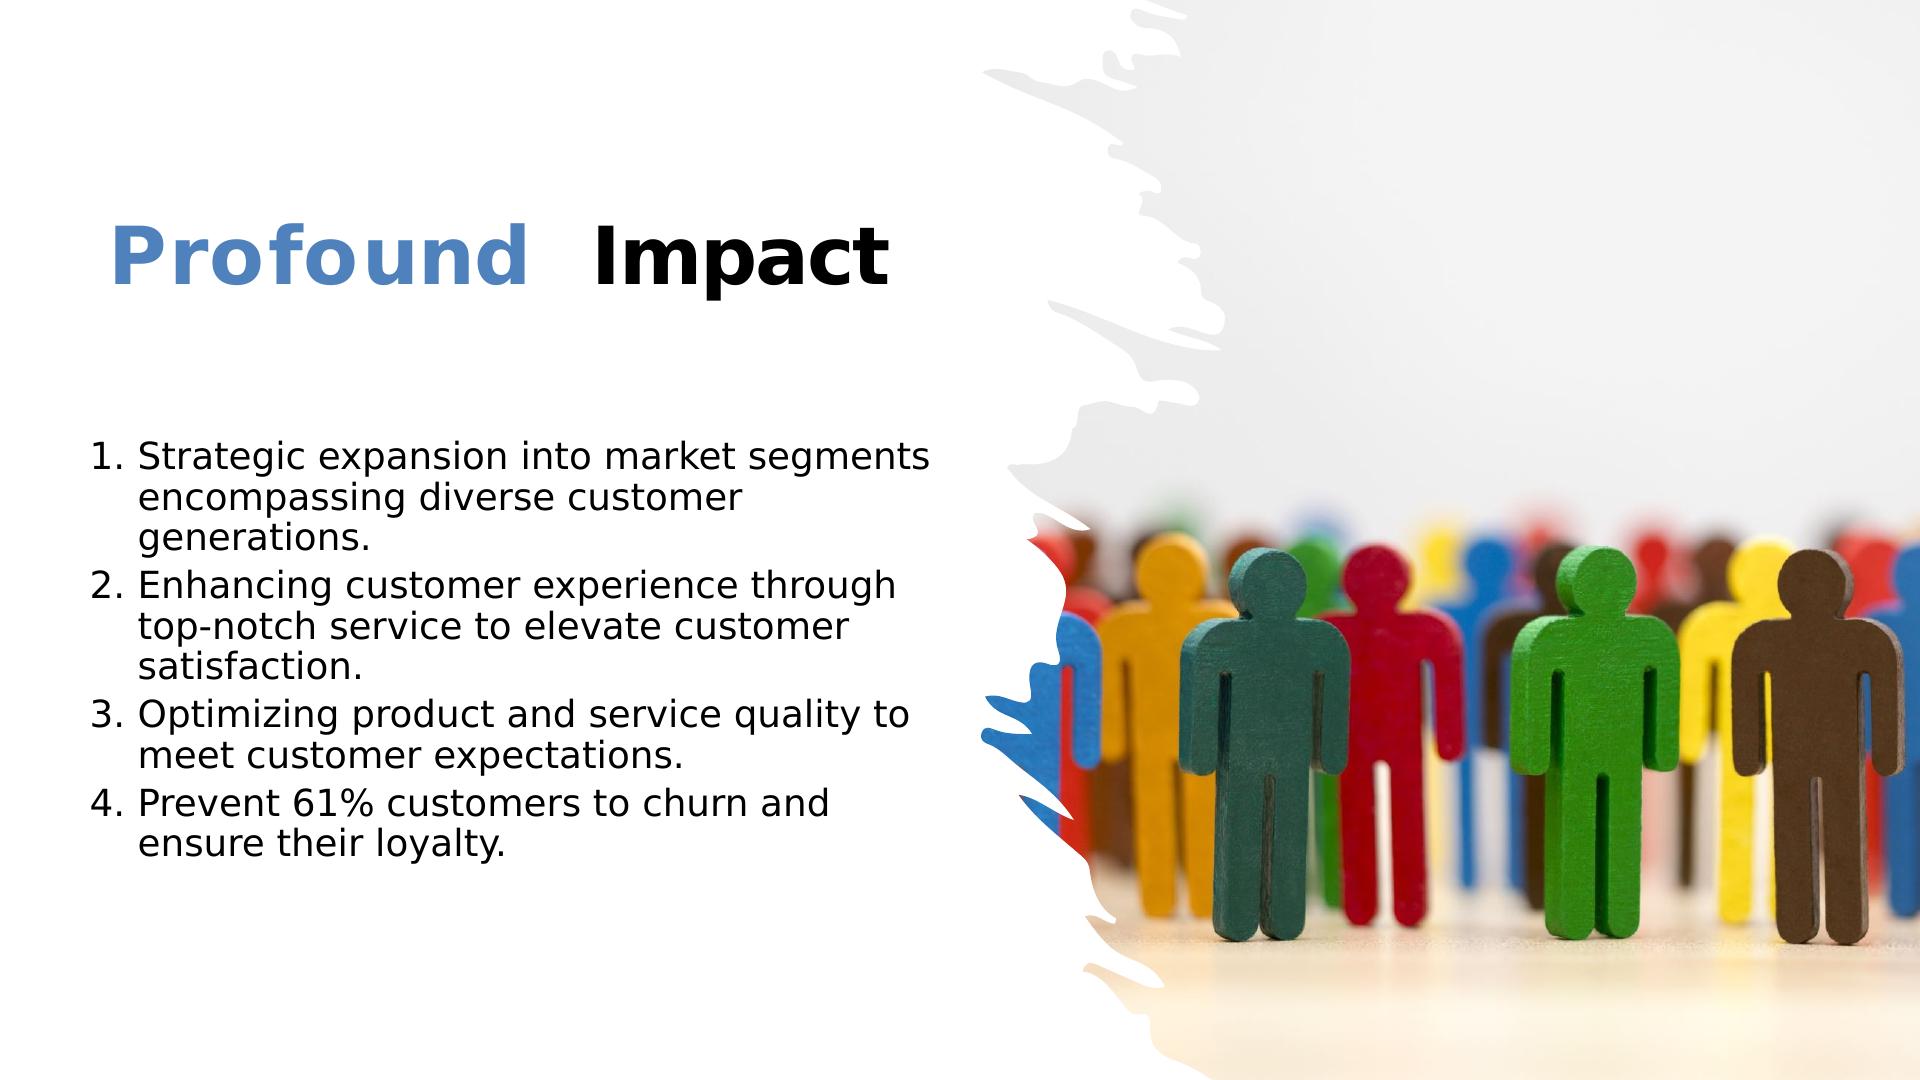 Profound Impact
1. Strategic expansion into market segments
encompassing diverse customer
generations.
2. Enhancing customer experience through
top-notch service to elevate customer
satisfaction.
3. Optimizing product and service quality to
meet customer expectations.
4. Prevent 61% customers to churn and
ensure their loyalty.